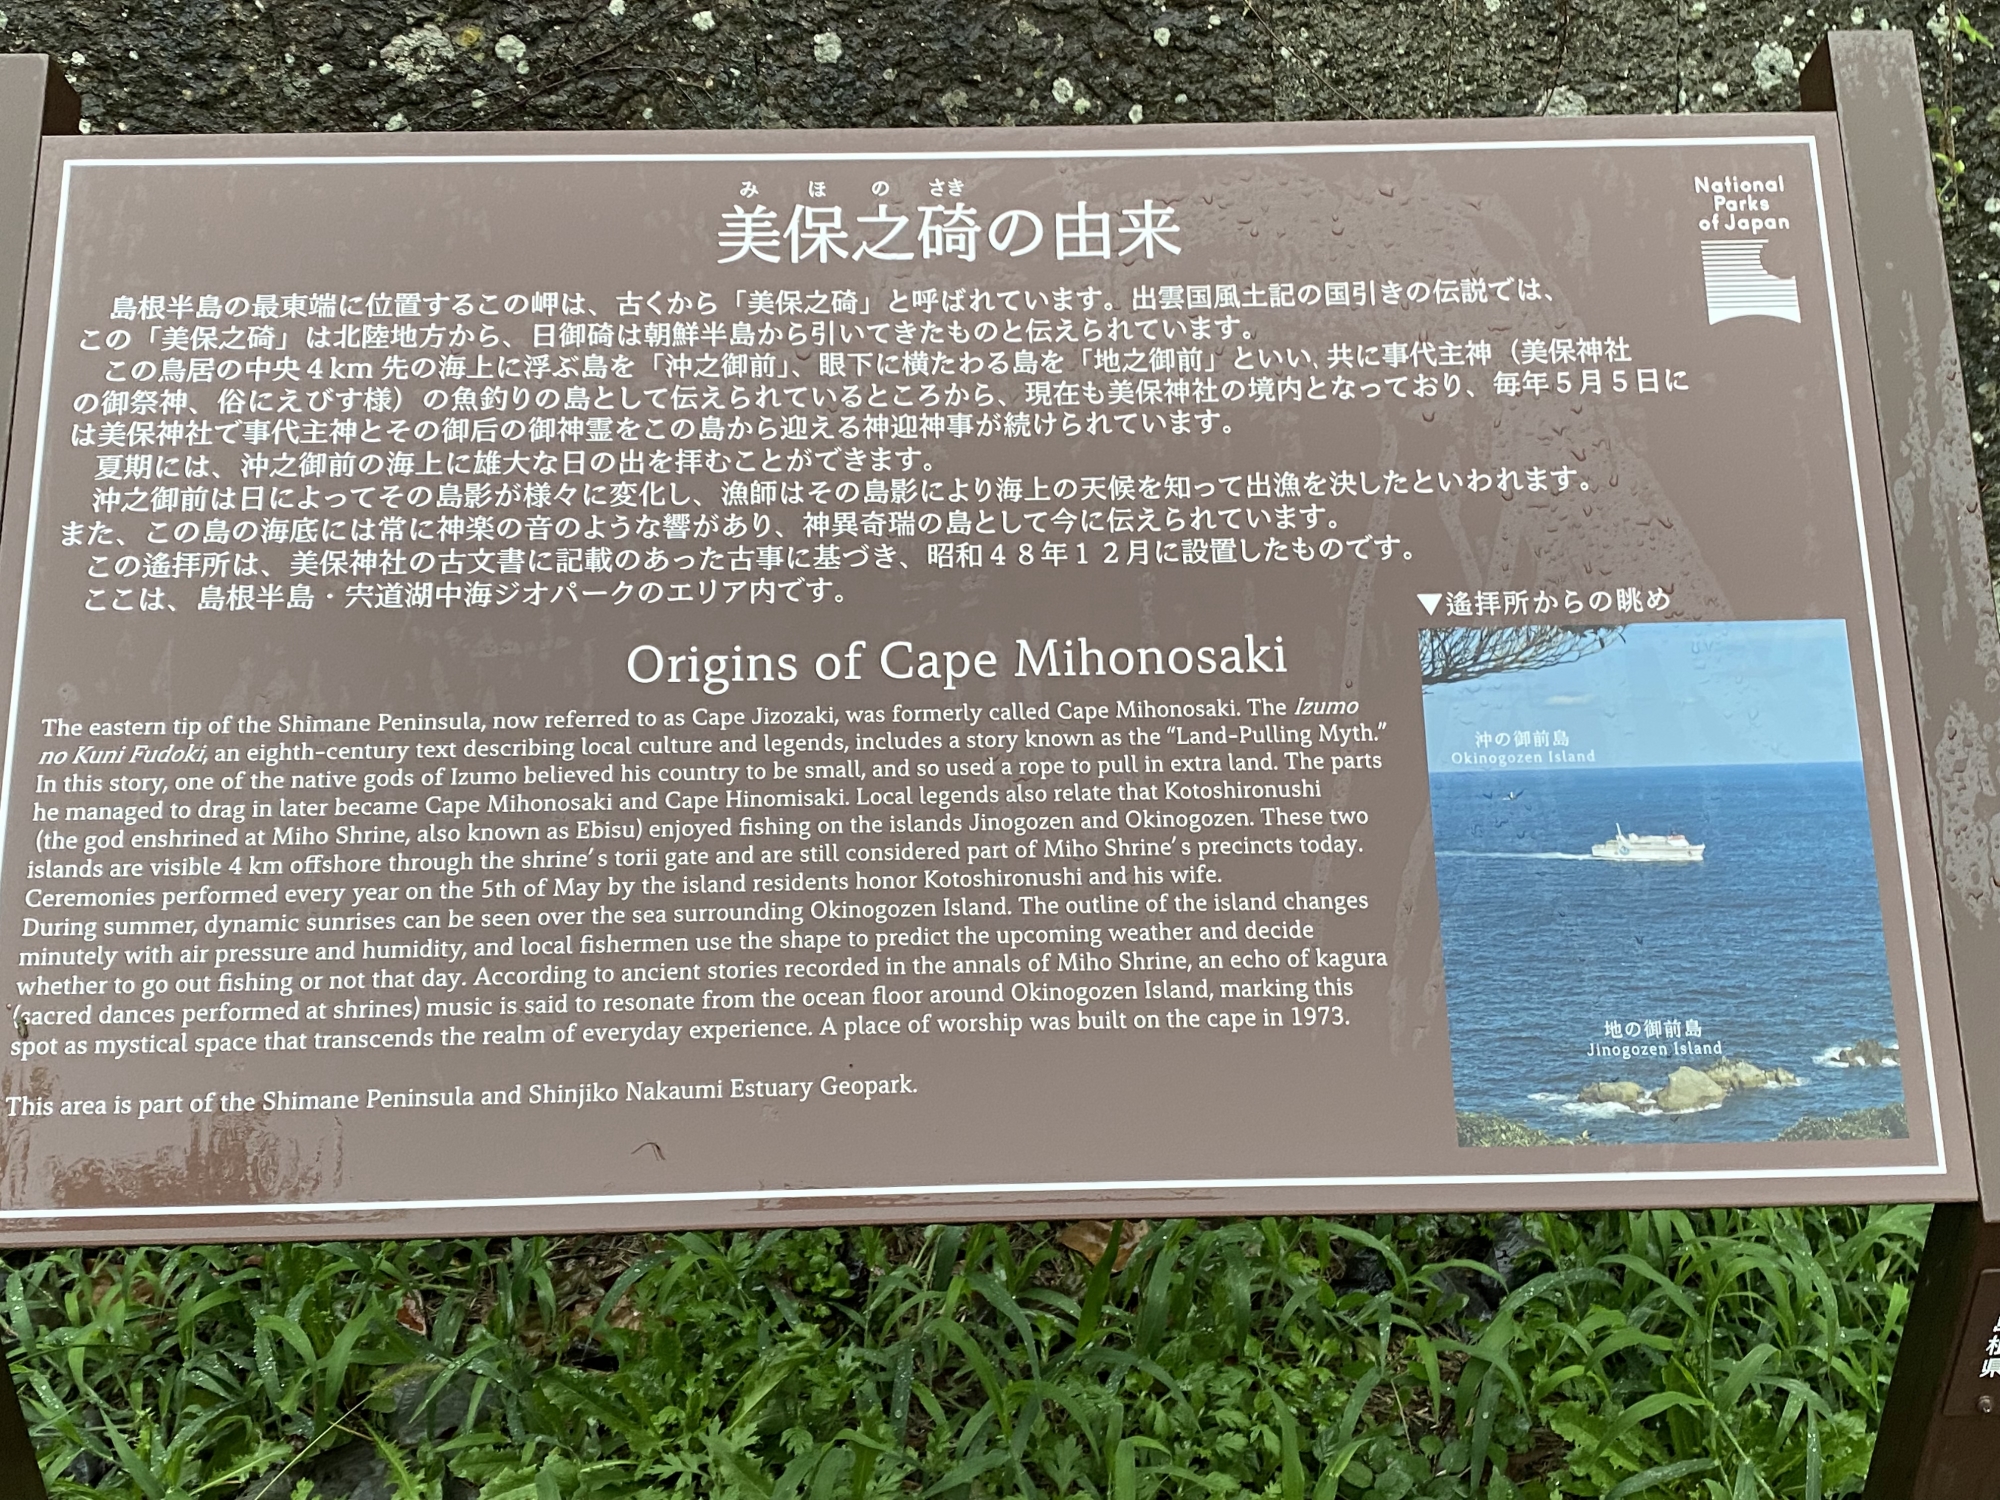 み ほ の さき
美保之碕の由来
National
Parks
of Japan
島根半島の最東端に位置するこの岬は、古くから「美保之碕」と呼ばれています。出雲国風土記の国引きの伝説では、
この「美保之碕」は北陸地方から、日御碕は朝鮮半島から引いてきたものと伝えられています。
この鳥居の中央4km 先の海上に浮ぶ島を「沖之御前」、眼下に横たわる島を「地之御前」といい、共に事代主神（美保神社
の御祭神、俗にえびす様）の魚釣りの島として伝えられているところから、現在も美保神社の境内となっており、毎年５月５日に
は美保神社で事代主神とその御后の御神霊をこの島から迎える神迎神事が続けられています。
夏期には、沖之御前の海上に雄大な日の出を拝むことができます。
沖之御前は日によってその島影が様々に変化し、漁師はその島影により海上の天候を知って出漁を決したといわれます。
また、この島の海底には常に神楽の音のような響があり、神異奇瑞の島として今に伝えられています。
この遙拝所は、美保神社の古文書に記載のあった古事に基づき、昭和４８年１２月に設置したものです。
ここは、島根半島・宍道湖中海ジオパークのエリア内です。
▼遙拝所からの眺め
Origins of Cape Mihonosaki
The eastern tip of the Shimane Peninsula, now referred to as Cape Jizozaki, was formerly called Cape Mihonosaki. The Izumo
no Kuni Fudoki, an eighth-century text describing local culture and legends, includes a story known as the “Land-Pulling Myth.”
In this story, one of the native gods of Izumo believed his country to be small, and so used a rope to pull in extra land. The parts
he managed to drag in later became Cape Mihonosaki and Cape Hinomisaki. Local legends also relate that Kotoshironushi
(the god enshrined at Miho Shrine, also known as Ebisu) enjoyed fishing on the islands Jinogozen and Okinogozen. These two
islands are visible 4 km offshore through the shrine’s torii gate and are still considered part of Miho Shrine’s precincts today.
Ceremonies performed every year on the 5th of May by the island residents honor Kotoshironushi and his wife.
During summer, dynamic sunrises can be seen over the sea surrounding Okinogozen Island. The outline of the island changes
minutely with air pressure and humidity, and local fishermen use the shape to predict the upcoming weather and decide
whether to go out fishing or not that day. According to ancient stories recorded in the annals of Miho Shrine, an echo of kagura
(sacred dances performed at shrines) music is said to resonate from the ocean floor around Okinogozen Island, marking this
spot as mystical space that transcends the realm of everyday experience. A place of worship was built on the cape in 1973.
This area is part of the Shimane Peninsula and Shinjiko Nakaumi Estuary Geopark.
沖の御前島
Okinogozen Island
地の御前島
Jinogozen Island